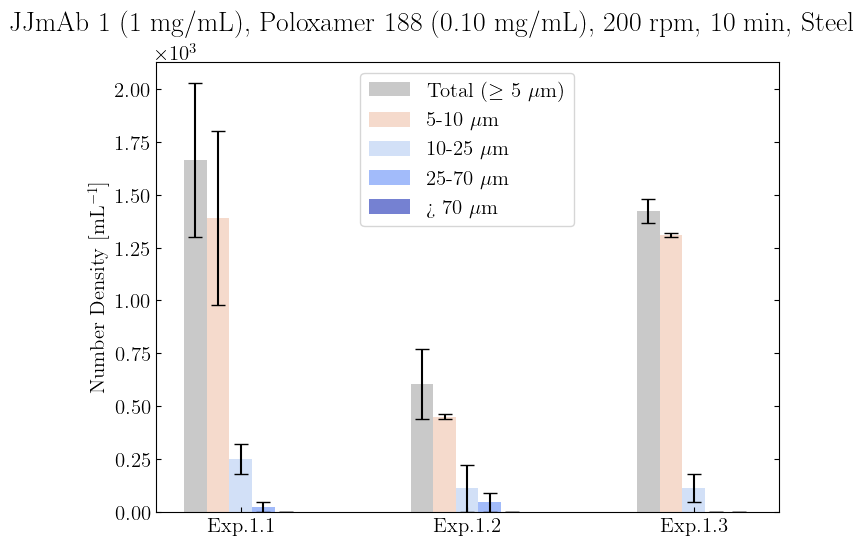 JJmAb 1 (1 mg/mL), Poloxamer 188 (0.10 mg/mL), 200 rpm, 10 min, Steel
×10³
2.00
1.75
1.50
1.25
1.00
0.75
0.50
0.25
0.00
Number Density [mL⁻¹]
Total (≥ 5 μm)
5-10 μm
10-25 μm
25-70 μm
¿ 70 μm
Exp.1.1 Exp.1.2 Exp.1.3